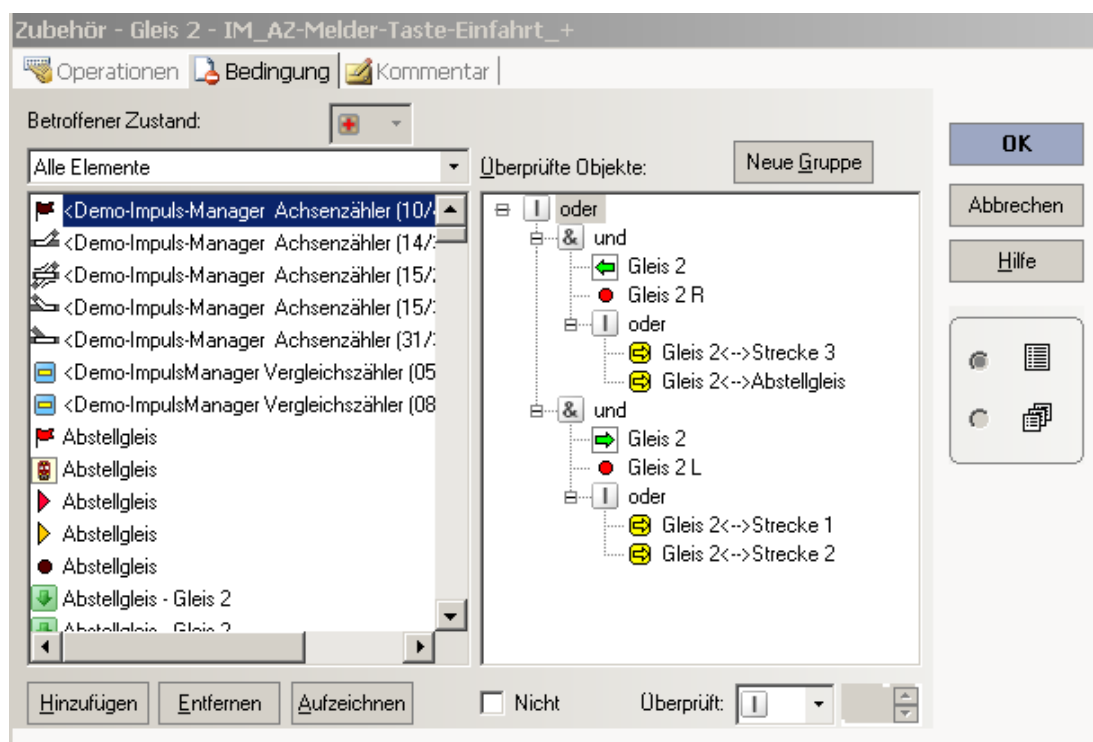 Zubehör - Gleis 2 - IM_AZ-Melder-Taste-Einfahrt_+
Operationen Bedingung Kommentar
Betroffener Zustand:
Alle Elemente
<Demo-Impuls-Manager Achsenzähler (10/
<Demo-Impuls-Manager Achsenzähler (14/
<Demo-Impuls-Manager Achsenzähler (15/
<Demo-Impuls-Manager Achsenzähler (15/
<Demo-Impuls-Manager Achsenzähler (31/
<Demo-ImpulsManager Vergleichszähler (05
<Demo-ImpulsManager Vergleichszähler (08
Abstellgleis
Abstellgleis
Abstellgleis
Abstellgleis
Abstellgleis
Abstellgleis - Gleis 2
Abstellgleis - Gleis 2
Hinzufügen Entfernen Aufzeichnen
Überprüfte Objekte:
Neue Gruppe
oder
& und
Gleis 2
Gleis 2 R
oder
Gleis 2<-->Strecke 3
Gleis 2<-->Abstellgleis
& und
Gleis 2
Gleis 2 L
oder
Gleis 2<-->Strecke 1
Gleis 2<-->Strecke 2
Nicht Überprüft:
OK
Abbrechen
Hilfe